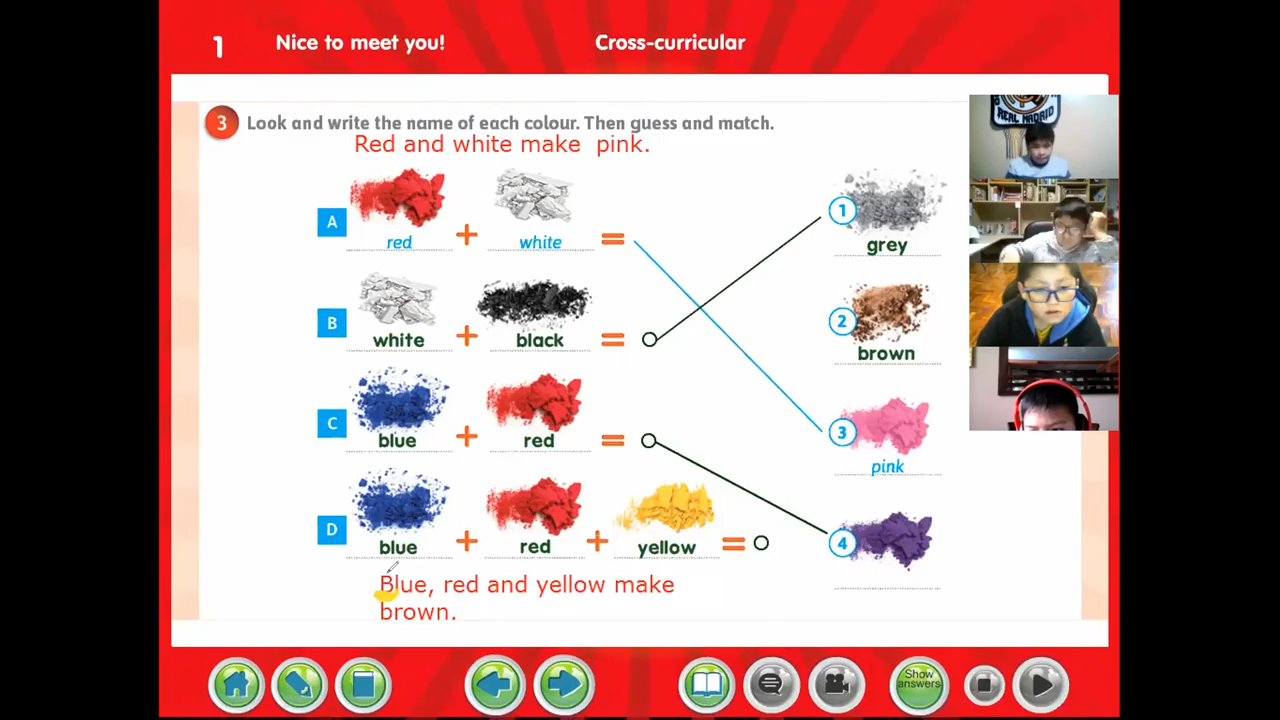 1 Nice to meet you! Cross-curricular
3 Look and write the name of each colour. Then guess and match.
Red and white make pink.
REAL MADRID
A red + white =
1 grey
B white + black =
2 brown
C blue + red =
3 pink
D blue + red + yellow =
4
Blue, red and yellow make
brown.
Show
answers